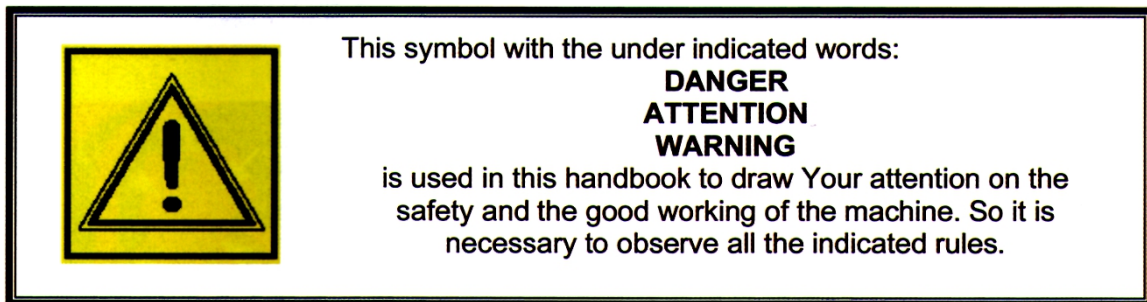 This symbol with the under indicated words:
DANGER
ATTENTION
WARNING
is used in this handbook to draw Your attention on the
safety and the good working of the machine. So it is
necessary to observe all the indicated rules.